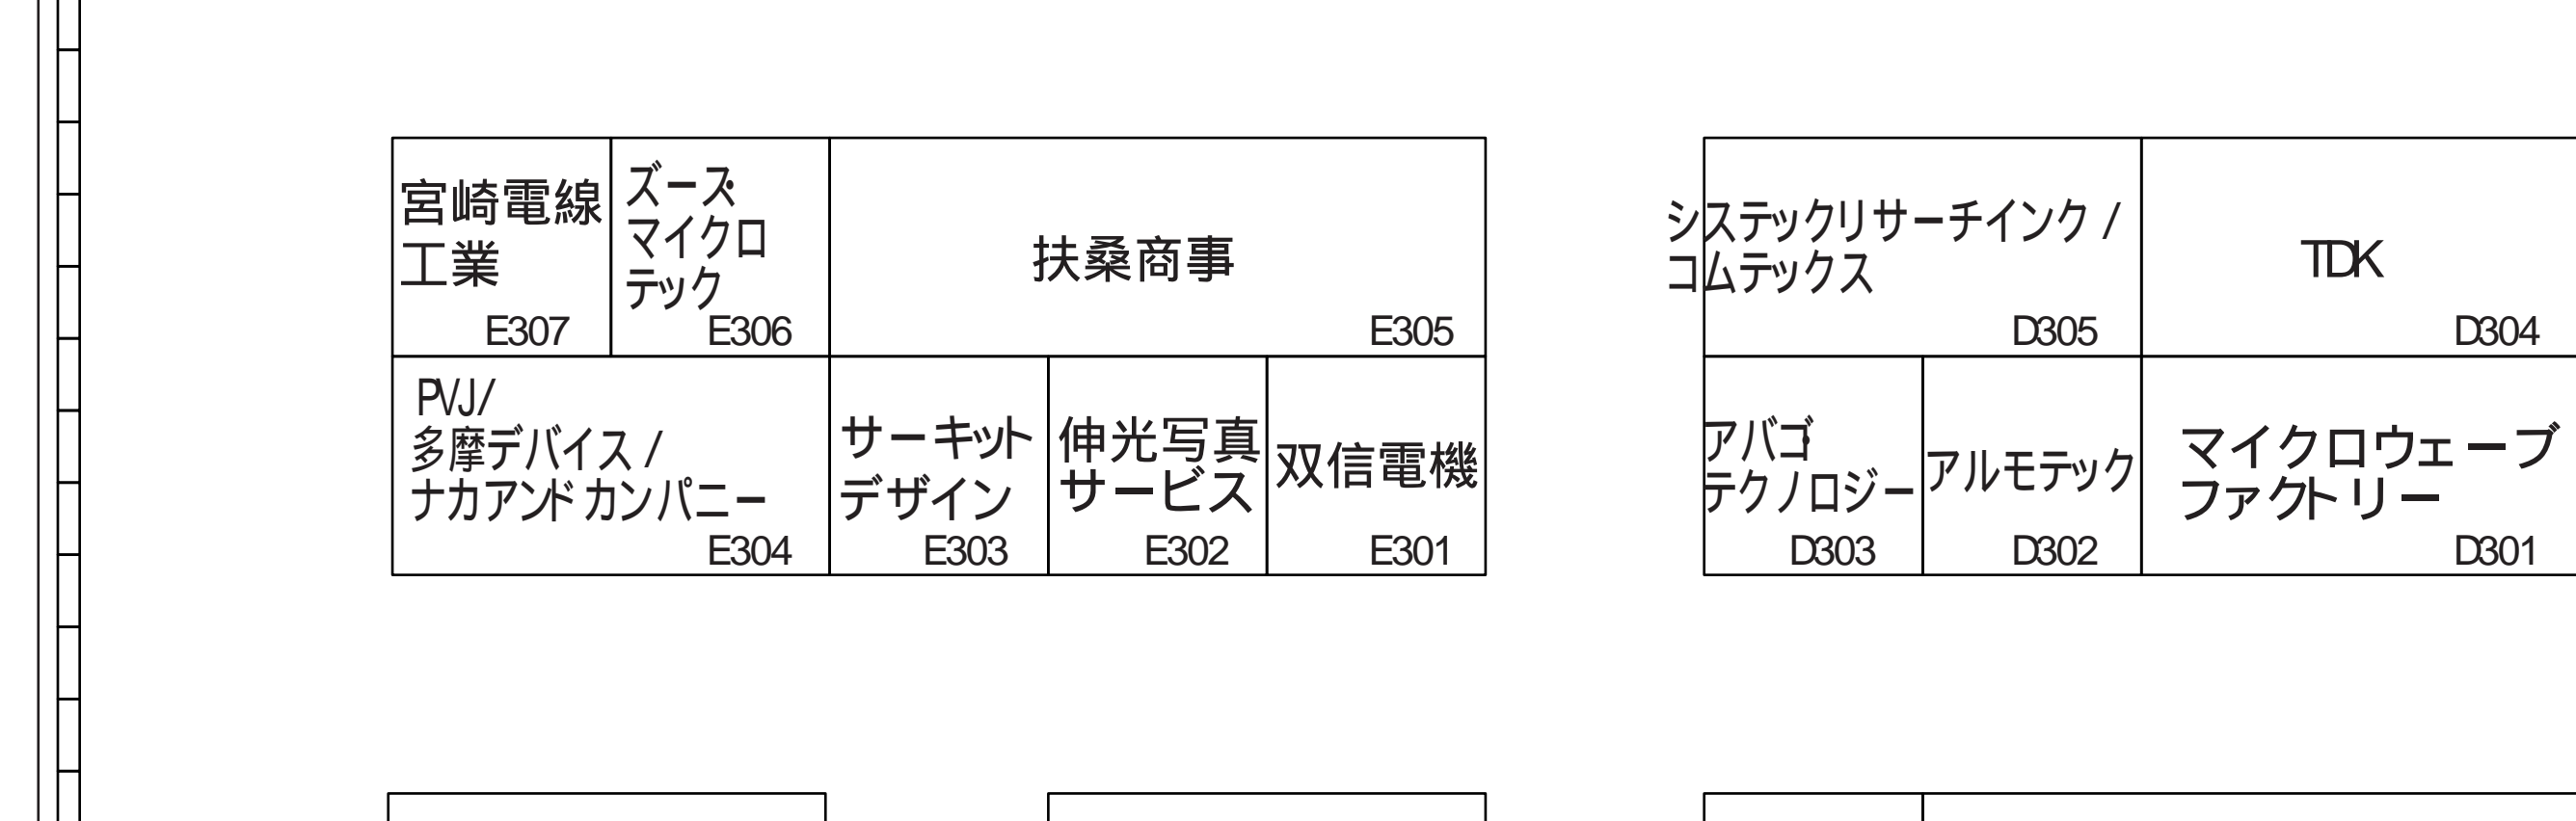 宮崎電線
工業
E307
ズース・
マイクロ
テック
E306
扶桑商事
E305
PVJ/
多摩デバイス/
ナカアンドカンパニー
E304
サーキット
デザイン
E303
伸光写真
サービス
E302
双信電機
E301
システックリサーチインク/
コムテックス
D305
TDK
D304
アバゴ・
テクノロジー
D303
アルモテック
D302
マイクロウェーブ
ファクトリー
D301